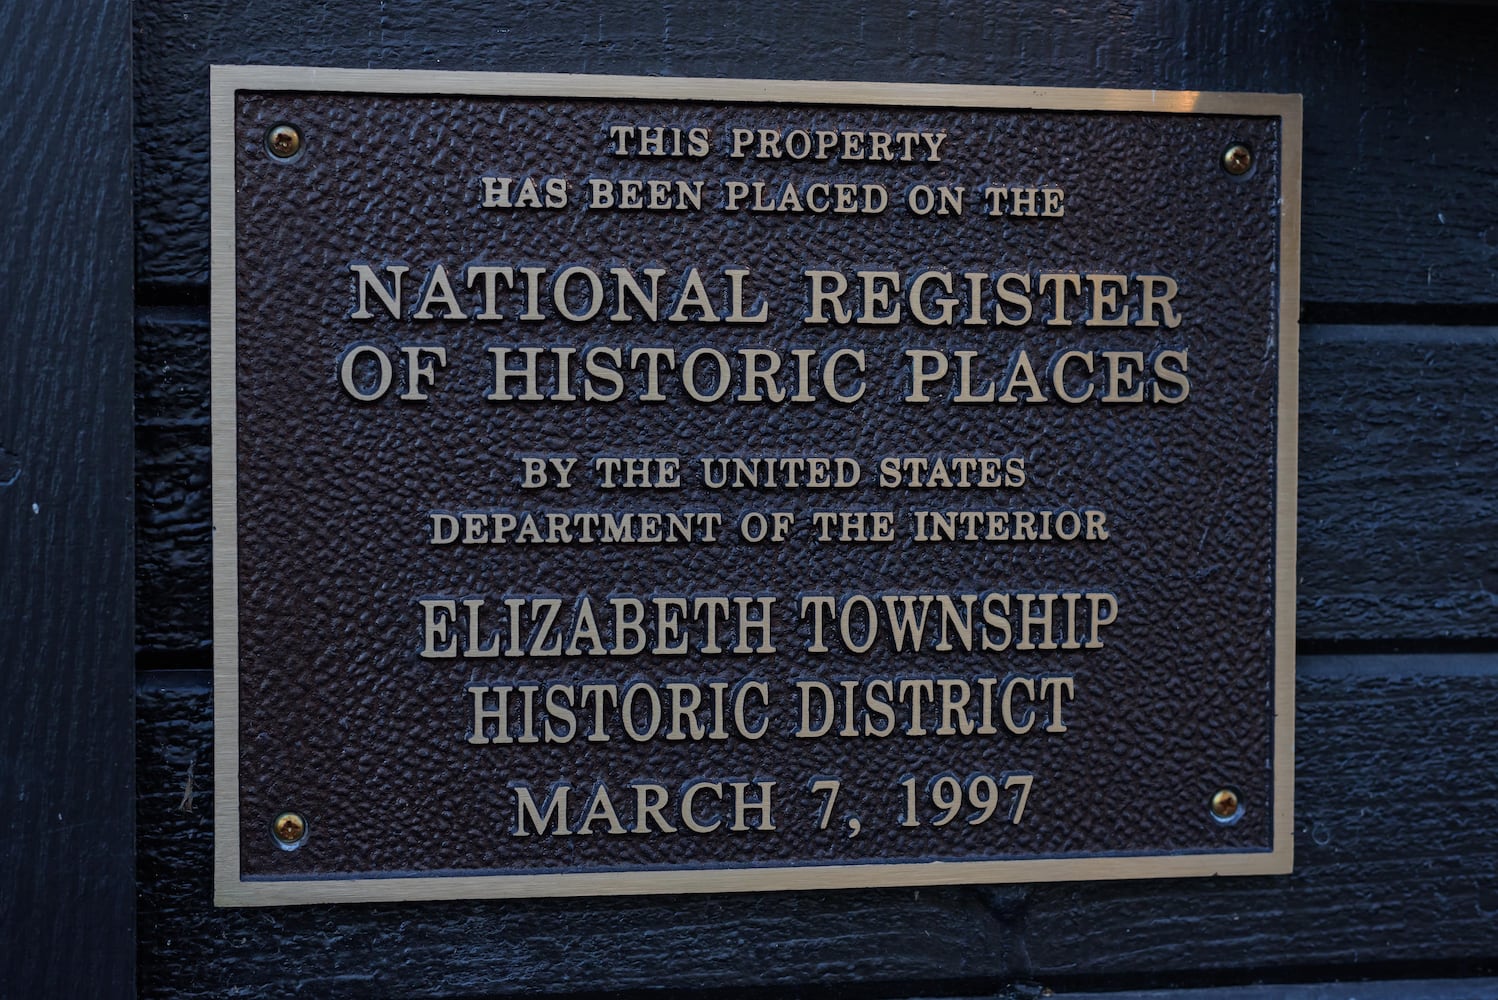 THIS PROPERTY
HAS BEEN PLACED ON THE
NATIONAL REGISTER
OF HISTORIC PLACES
BY THE UNITED STATES
DEPARTMENT OF THE INTERIOR
ELIZABETH TOWNSHIP
HISTORIC DISTRICT
MARCH 7, 1997